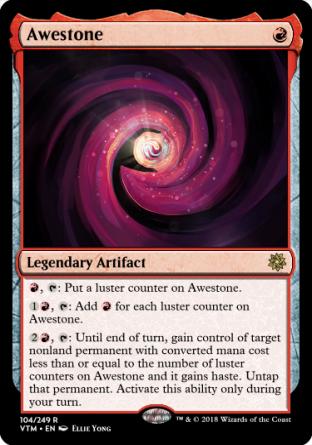 Awestone
Legendary Artifact
, : Put a luster counter on Awestone.
1 , : Add for each luster counter on
Awestone.
2 , : Until end of turn, gain control of target
nonland permanent with converted mana cost
less than or equal to the number of luster
counters on Awestone and it gains haste. Untap
that permanent. Activate this ability only during
your turn.
104/249 R
VTM • EN Ellie Yong
™ & © 2018 Wizards of the Coast